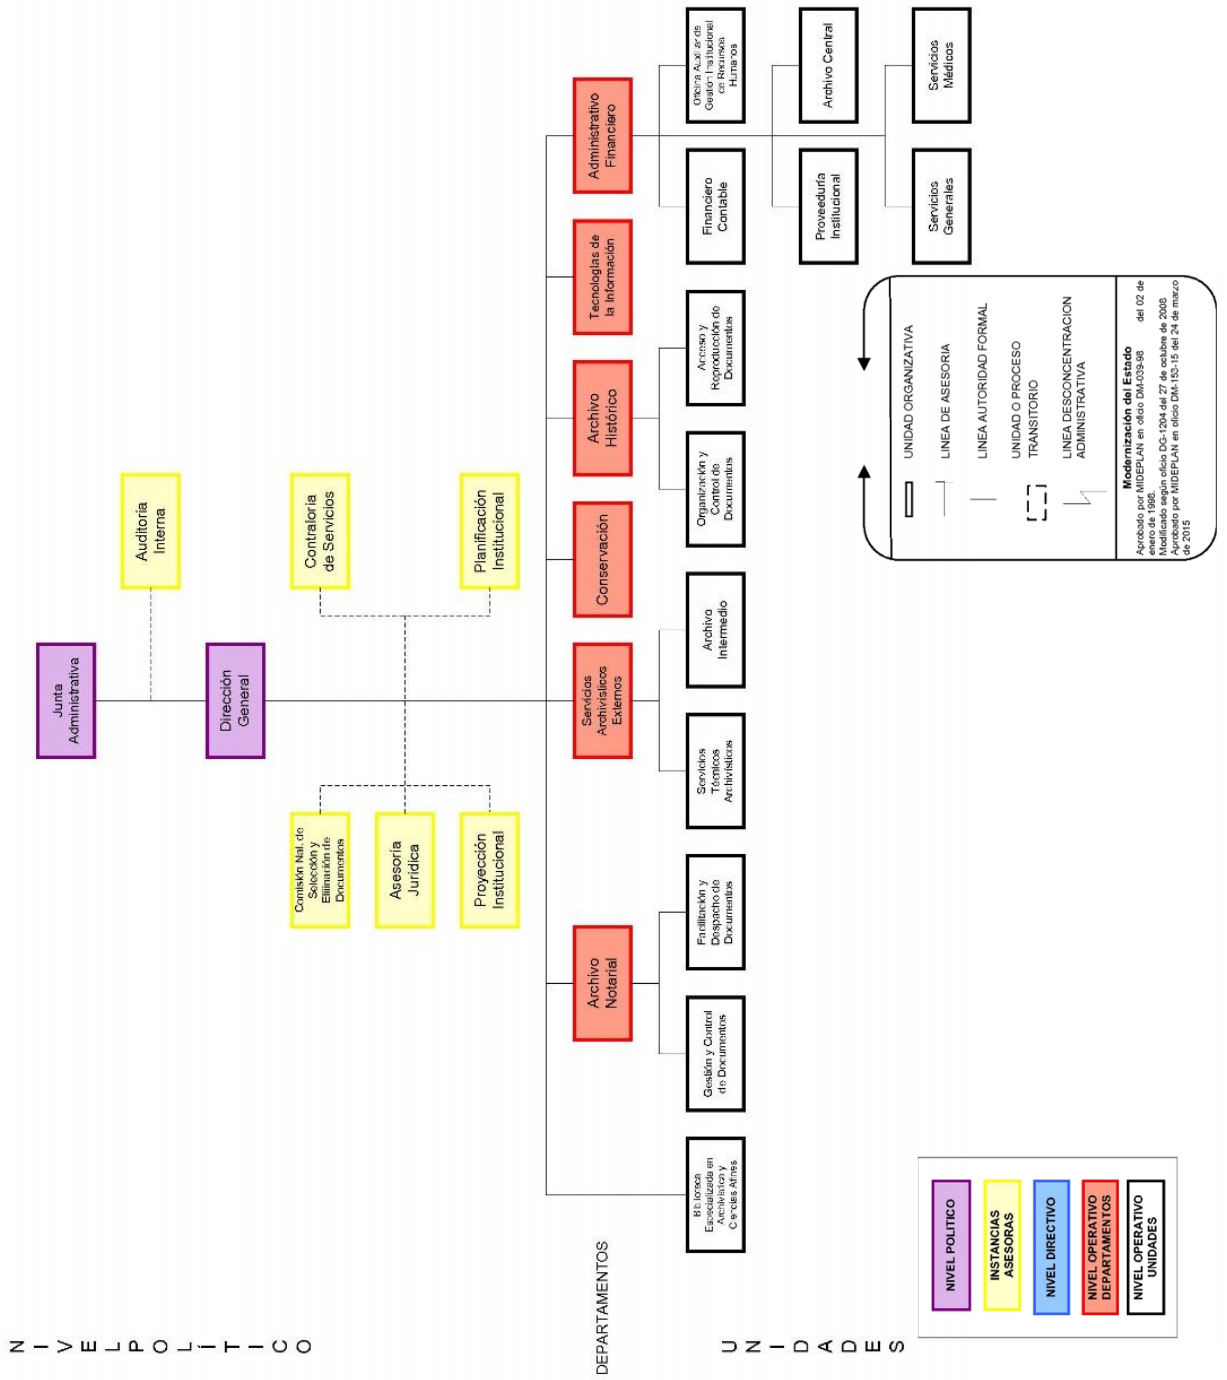 N I V E L P O L Í T I C O
Junta
Administrativa
Auditoria
Interna
Dirección
General
Comisión Nal. de
Selección y
Eliminación de
Documentos
Contraloría
de Servicios
Asesoría
Jurídica
Proyección
Institucional
Planificación
Institucional
DEPARTAMENTOS
Archivo
Notarial
Servicios
Archivísticos
Externos
Conservación
Archivo
Histórico
Tecnologías de
la Información
Administrativo
Financiero
U N I D A D E S
Biblioteca
Especializada en
Archivística y
Ciencias Afines
Gestión y Control
de Documentos
Facilitación y
Despacho de
Documentos
Servicios
Técnicos
Archivísticos
Archivo
Intermedio
Organización y
Control de
Documentos
Acceso y
Reproducción de
Documentos
Financiero
Contable
Oficina Auxiliar de
Gestión Institucional
de Recursos
Humanos
Proveeduría
Institucional
Archivo Central
Servicios
Generales
Servicios
Médicos
NIVEL POLITICO
INSTANCIAS
ASESORAS
NIVEL DIRECTIVO
NIVEL OPERATIVO
DEPARTAMENTOS
NIVEL OPERATIVO
UNIDADES
UNIDAD ORGANIZATIVA
LINEA DE ASESORIA
LINEA AUTORIDAD FORMAL
UNIDAD O PROCESO
TRANSITORIO
LINEA DESCONCENTRACION
ADMINISTRATIVA
Modernización del Estado
Aprobado por MIDEPLAN en oficio DM-039-98 del 02 de
enero de 1998.
Modificado según oficio DG-1204 del 27 de octubre de 2008
Aprobado por MIDEPLAN en oficio DM-153-15 del 24 de marzo
de 2015